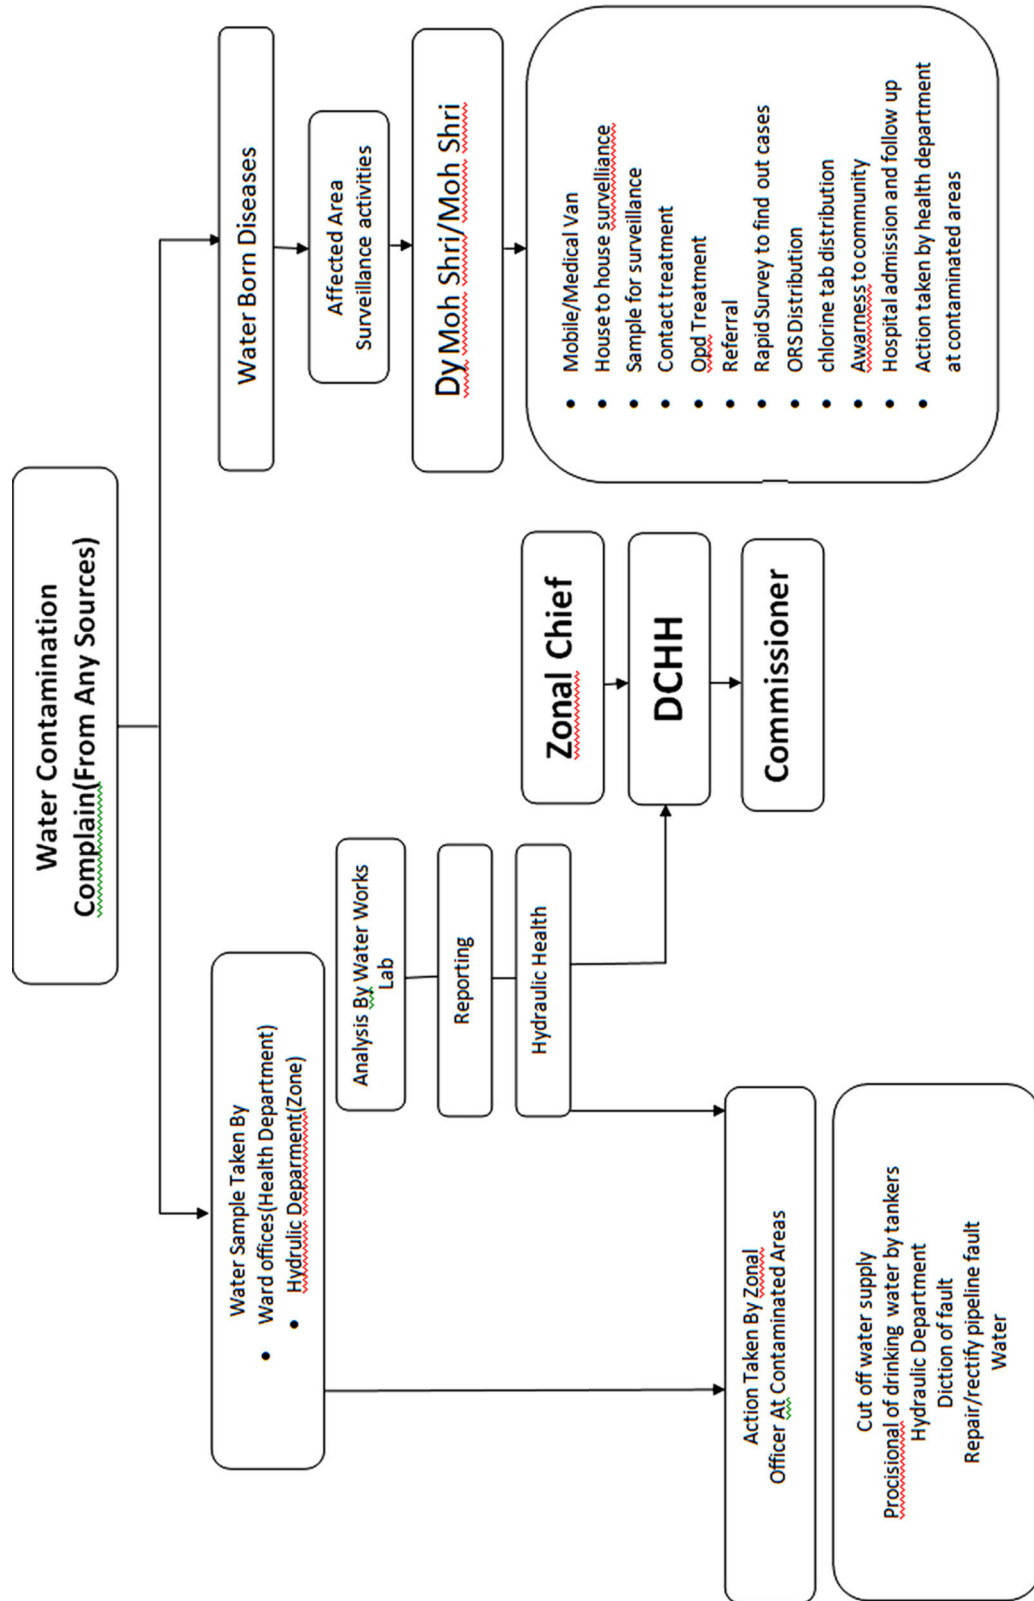 Water Contamination
Complain(From Any Sources)
Water Sample Taken By
• Ward offices(Health Department)
• Hydrulic Deparment(Zone)
Analysis By Water Works
Lab
Reporting
Hydraulic Health
Action Taken By Zonal
Officer At Contaminated Areas
Cut off water supply
Procisional of drinking water by tankers
Hydraulic Department
Diction of fault
Repair/rectify pipeline fault
Water
Zonal Chief
DCHH
Commissioner
Water Born Diseases
Affected Area
Surveillance activities
Dy Moh Shri/Moh Shri
• Mobile/Medical Van
• House to house survelliance
• Sample for surveillance
• Contact treatment
• Opd Treatment
• Referral
• Rapid Survey to find out cases
• ORS Distribution
• chlorine tab distribution
• Awarness to community
• Hospital admission and follow up
• Action taken by health department
at contaminated areas